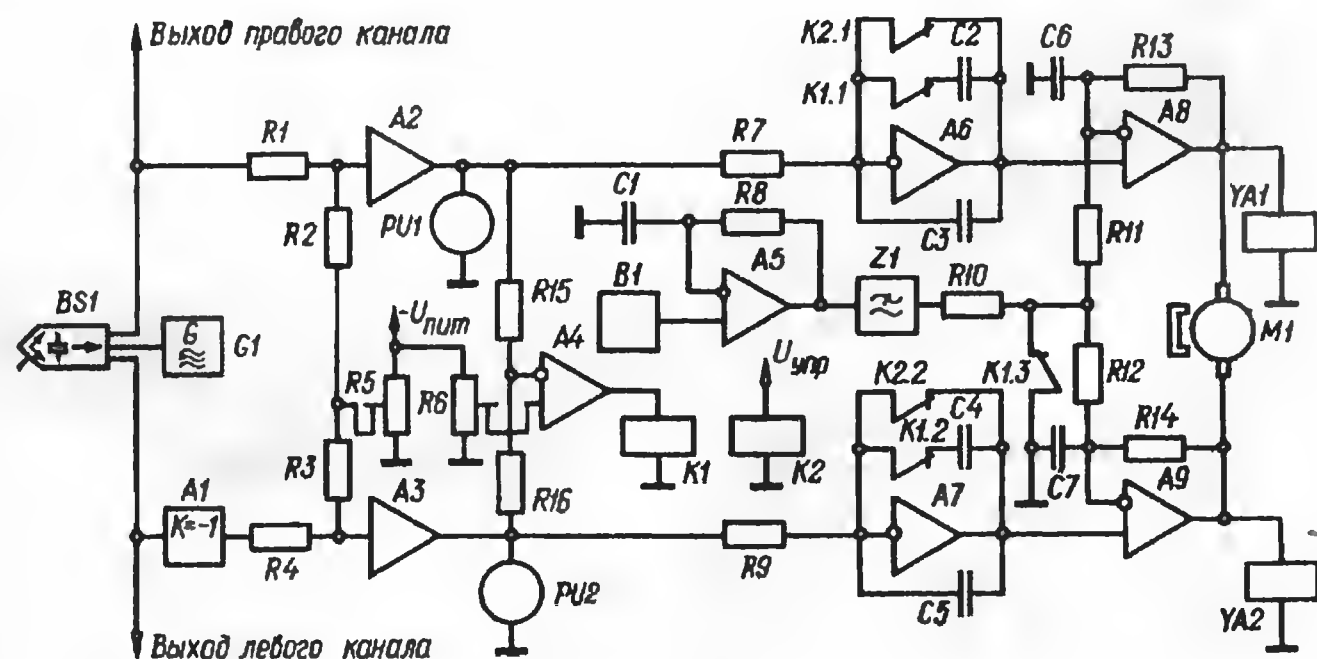 Выход правого канала
K2.1
C2
C6
R13
K1.1
R1
A2
R7
A6
A8
C1
R8
YA1
R2
PU1
C3
R11
BS1
R15
B1
A5
Z1
R10
G
G1
-Uпит
A4
M1
R5
R6
Uупр
K2.2
K1.3
R12
C4
R14
K1.2
R3
K1
K2
C7
A1
K=-1
A3
R16
A7
A9
R4
R9
PU2
C5
YA2
Выход левого канала